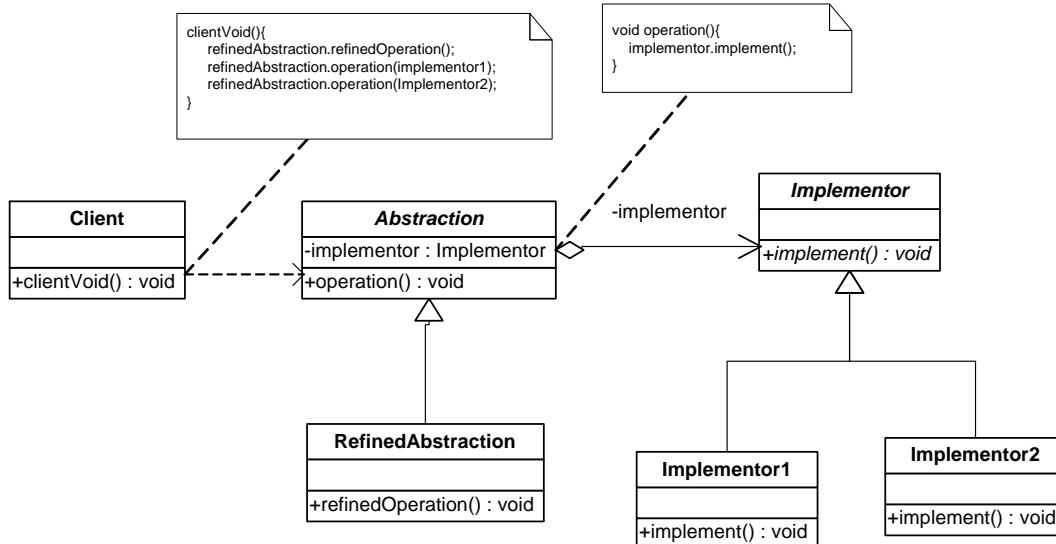 clientVoid(){
refinedAbstraction.refinedOperation();
refinedAbstraction.operation(implementor1);
refinedAbstraction.operation(Implementor2);
}
void operation(){
implementor.implement();
}
Client
+clientVoid() : void
Abstraction
-implementor : Implementor
+operation() : void
-implementor
Implementor
+implement() : void
RefinedAbstraction
+refinedOperation() : void
Implementor1
+implement() : void
Implementor2
+implement() : void